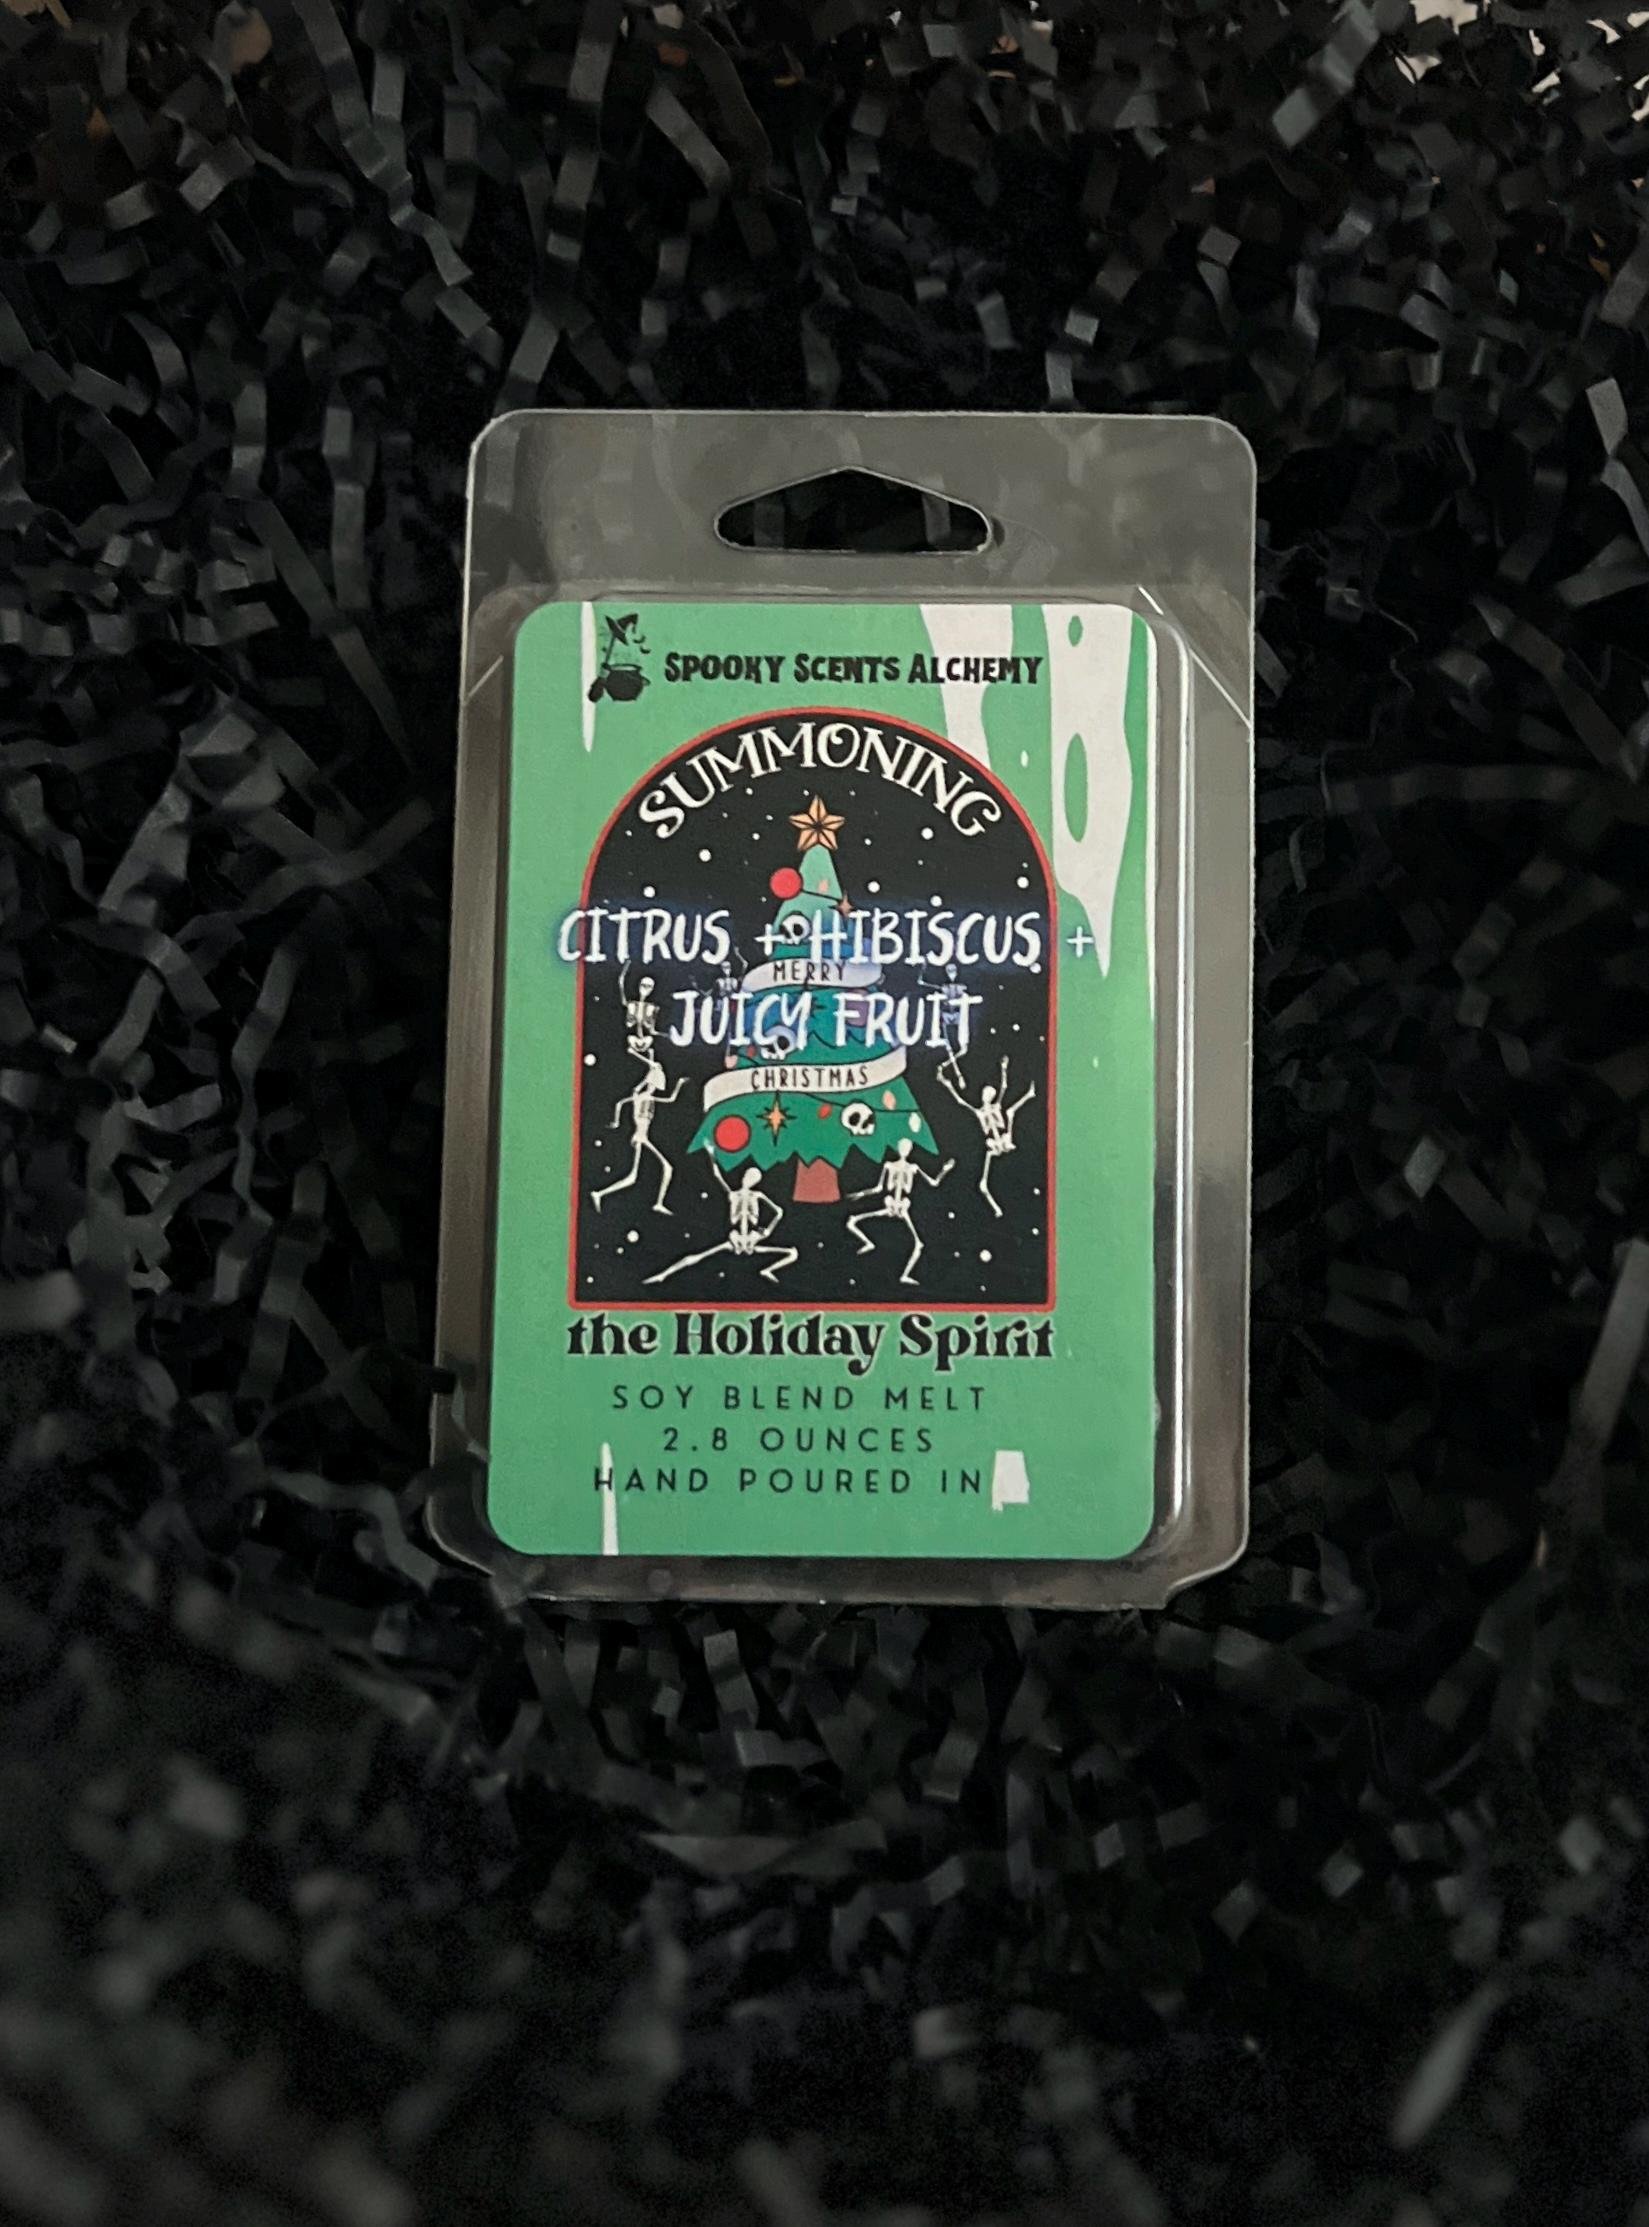 SPOOKY SCENTS ALCHEMY
SUMMONING
CITRUS + HIBISCUS +
MERRY
JUICY FRUIT
CHRISTMAS
the Holiday Spirit
SOY BLEND MELT
2.8 OUNCES
HAND POURED IN